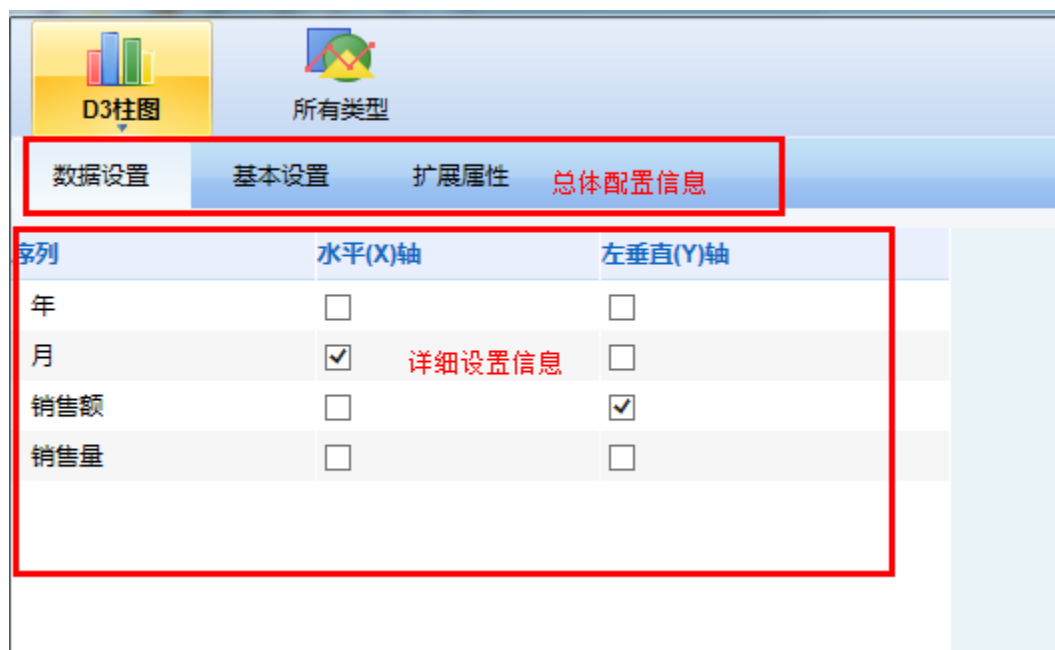 D3柱图 所有类型
数据设置 基本设置 扩展属性 总体配置信息
序列 水平(X)轴 左垂直(Y)轴
年
月 详细设置信息
销售额
销售量